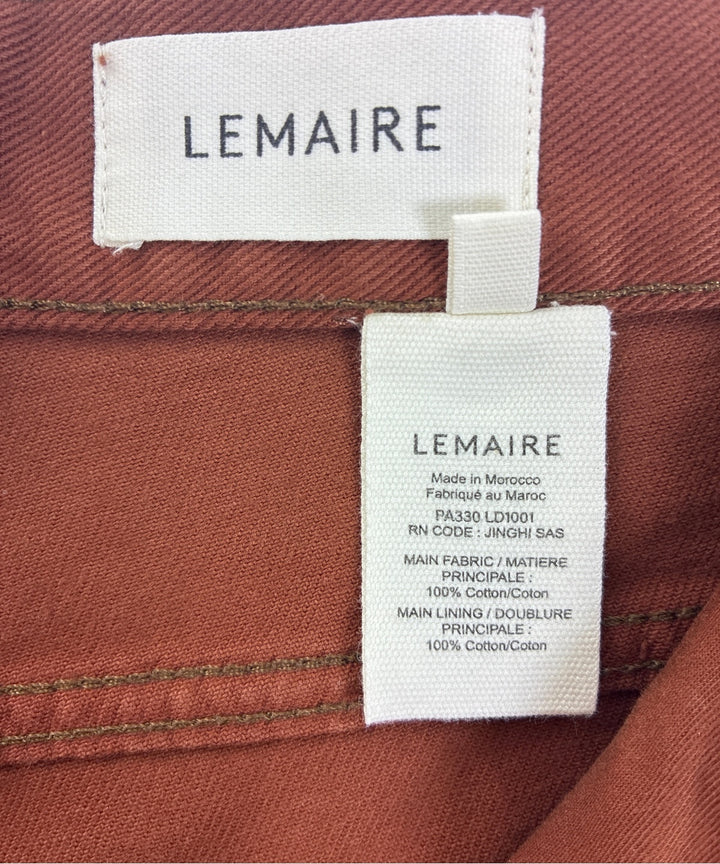 LEMAIRE
LEMAIRE
Made in Morocco
Fabriqué au Maroc
PA330 LD1001
RN CODE : JINGHI SAS
MAIN FABRIC / MATIERE
PRINCIPALE :
100% Cotton/Coton
MAIN LINING / DOUBLURE
PRINCIPALE :
100% Cotton/Coton